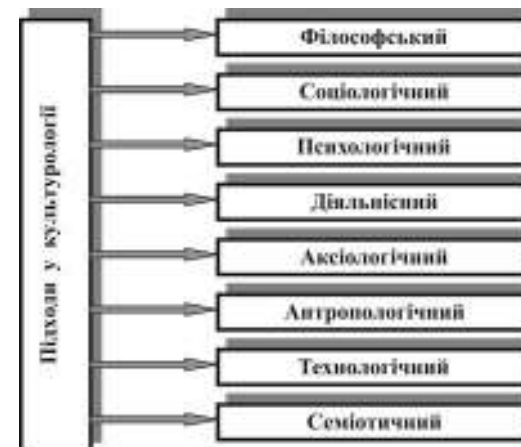 Підходи у культурології
Філософський
Соціологічний
Психологічний
Діяльнісний
Аксіологічний
Антропологічний
Технологічний
Семіотичний